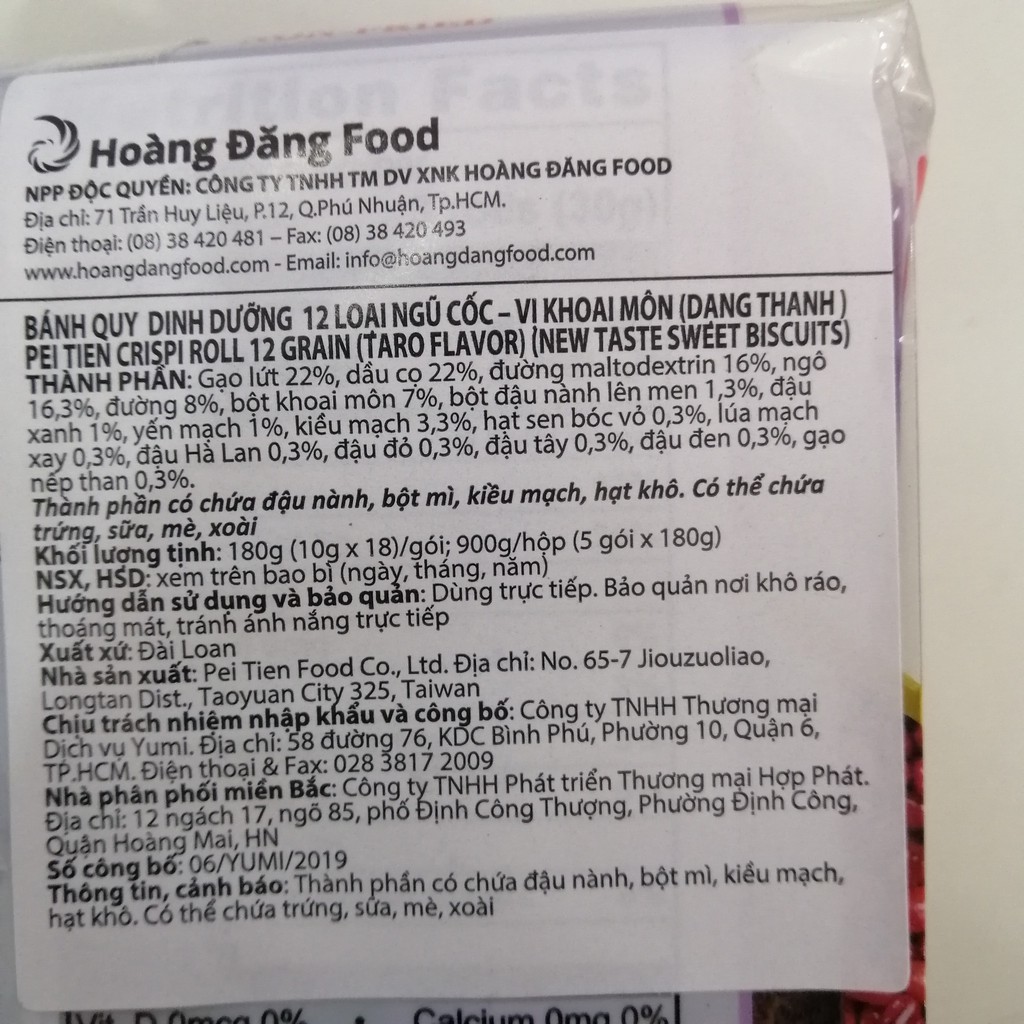 Nutrition Facts
(30g)
Hoàng Đăng Food
NPP ĐỘC QUYỀN: CÔNG TY TNHH TM DV XNK HOÀNG ĐĂNG FOOD
Địa chỉ: 71 Trần Huy Liệu, P.12, Q.Phú Nhuận, Tp.HCM.
Điện thoại: (08) 38 420 481 – Fax: (08) 38 420 493
www.hoangdangfood.com - Email: info@hoangdangfood.com
BÁNH QUY DINH DƯỠNG 12 LOẠI NGŨ CỐC – VỊ KHOAI MÔN (DẠNG THANH )
PEI TIEN CRISPI ROLL 12 GRAIN (TARO FLAVOR) (NEW TASTE SWEET BISCUITS)
THÀNH PHẦN: Gạo lứt 22%, dầu cọ 22%, đường maltodextrin 16%, ngô
16,3%, đường 8%, bột khoai môn 7%, bột đậu nành lên men 1,3%, đậu
xanh 1%, yến mạch 1%, kiều mạch 3,3%, hạt sen bóc vỏ 0,3%, lúa mạch
xay 0,3%, đậu Hà Lan 0,3%, đậu đỏ 0,3%, đậu tây 0,3%, đậu đen 0,3%, gạo
nếp than 0,3%.
Thành phần có chứa đậu nành, bột mì, kiều mạch, hạt khô. Có thể chứa
trứng, sữa, mè, xoài
Khối lượng tịnh: 180g (10g x 18)/gói; 900g/hộp (5 gói x 180g)
NSX, HSD: xem trên bao bì (ngày, tháng, năm)
Hướng dẫn sử dụng và bảo quản: Dùng trực tiếp. Bảo quản nơi khô ráo,
thoáng mát, tránh ánh nắng trực tiếp
Xuất xứ: Đài Loan
Nhà sản xuất: Pei Tien Food Co., Ltd. Địa chỉ: No. 65-7 Jiouzuoliao,
Longtan Dist., Taoyuan City 325, Taiwan
Chịu trách nhiệm nhập khẩu và công bố: Công ty TNHH Thương mại
Dịch vụ Yumi. Địa chỉ: 58 đường 76, KDC Bình Phú, Phường 10, Quận 6,
TP.HCM. Điện thoại & Fax: 028 3817 2009
Nhà phân phối miền Bắc: Công ty TNHH Phát triển Thương mại Hợp Phát.
Địa chỉ: 12 ngách 17, ngõ 85, phố Định Công Thượng, Phường Định Công,
Quận Hoàng Mai, HN
Số công bố: 06/YUMI/2019
Thông tin, cảnh báo: Thành phần có chứa đậu nành, bột mì, kiều mạch,
hạt khô. Có thể chứa trứng, sữa, mè, xoài
Vit. D 0mcg 0% • Calcium 0mg 0%